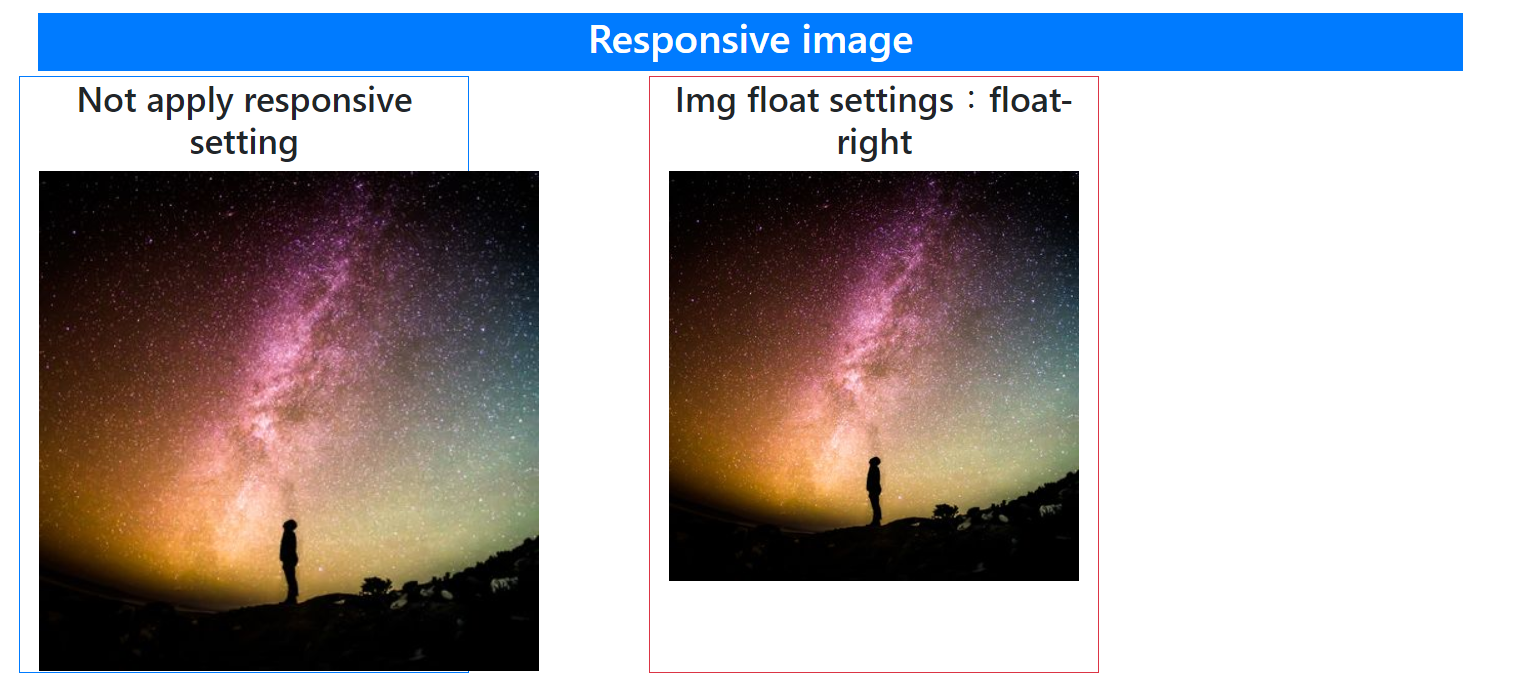 Responsive image
Not apply responsive
setting
Img float settings：float-
right